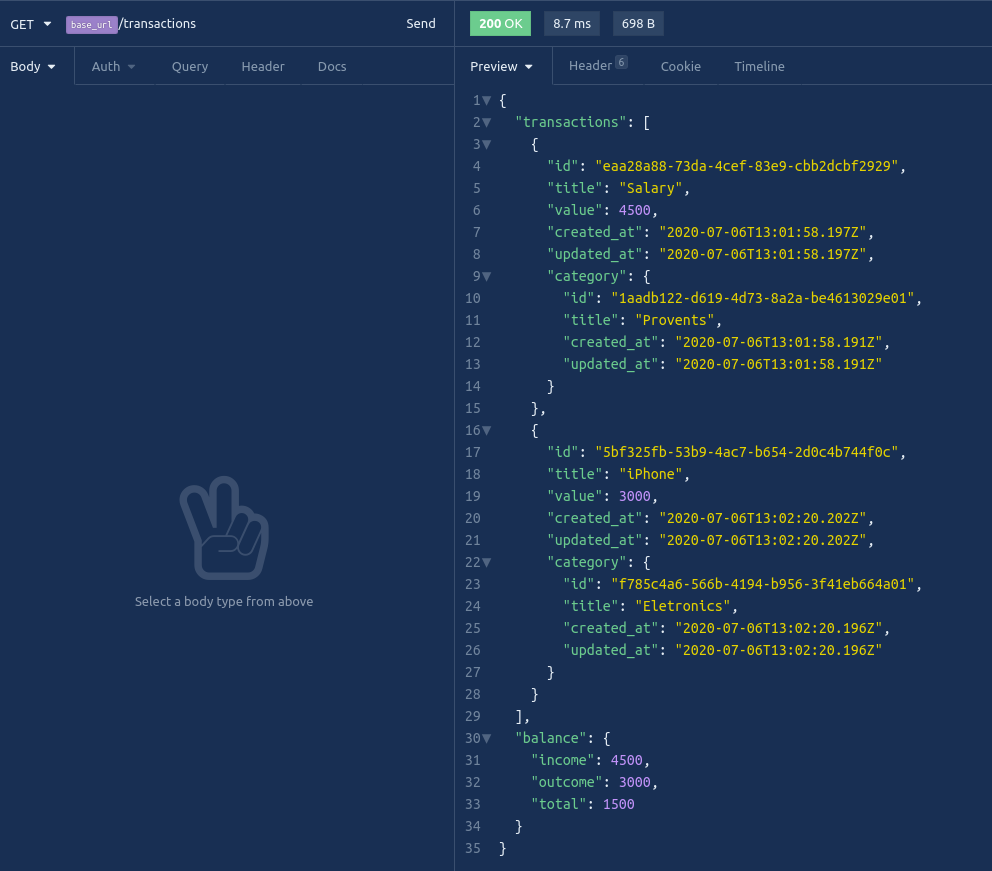 GET base_url/transactions Send
200 OK 8.7 ms 698 B
Body Auth Query Header Docs
Preview Header 6 Cookie Timeline
Select a body type from above
1 {
2 "transactions": [
3 {
4 "id": "eaa28a88-73da-4cef-83e9-cbb2dcbf2929",
5 "title": "Salary",
6 "value": 4500,
7 "created_at": "2020-07-06T13:01:58.197Z",
8 "updated_at": "2020-07-06T13:01:58.197Z",
9 "category": {
10 "id": "1aadb122-d619-4d73-8a2a-be4613029e01",
11 "title": "Provents",
12 "created_at": "2020-07-06T13:01:58.191Z",
13 "updated_at": "2020-07-06T13:01:58.191Z"
14 }
15 },
16 {
17 "id": "5bf325fb-53b9-4ac7-b654-2d0c4b744f0c",
18 "title": "iPhone",
19 "value": 3000,
20 "created_at": "2020-07-06T13:02:20.202Z",
21 "updated_at": "2020-07-06T13:02:20.202Z",
22 "category": {
23 "id": "f785c4a6-566b-4194-b956-3f41eb664a01",
24 "title": "Eletronics",
25 "created_at": "2020-07-06T13:02:20.196Z",
26 "updated_at": "2020-07-06T13:02:20.196Z"
27 }
28 }
29 ],
30 "balance": {
31 "income": 4500,
32 "outcome": 3000,
33 "total": 1500
34 }
35 }